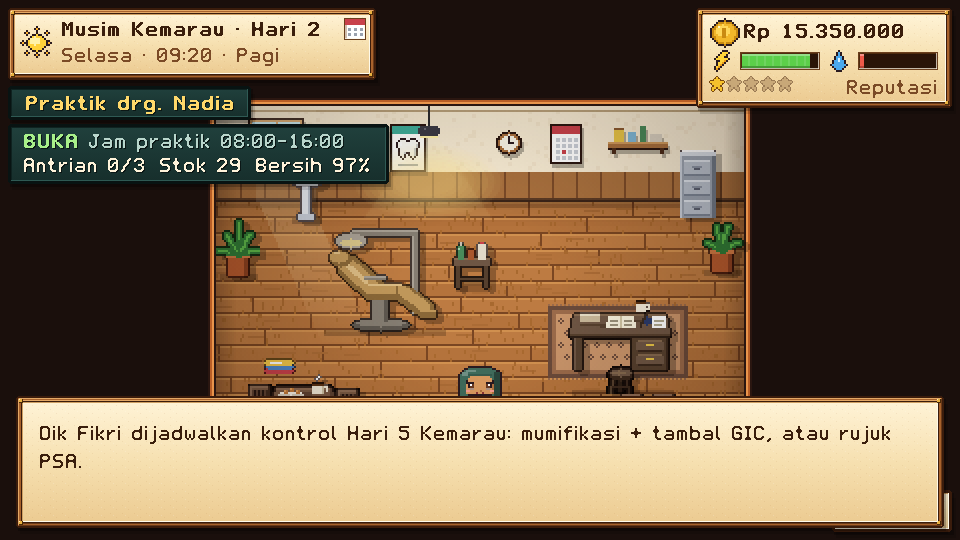 Musim Kemarau · Hari 2
Selasa · 09:20 · Pagi
Rp 15.350.000
Reputasi
Praktik drg. Nadia
BUKA Jam praktik 08:00-16:00
Antrian 0/3 Stok 29 Bersih 97%
Dik Fikri dijadwalkan kontrol Hari 5 Kemarau: mumifikasi + tambal GIC, atau rujuk
PSA.